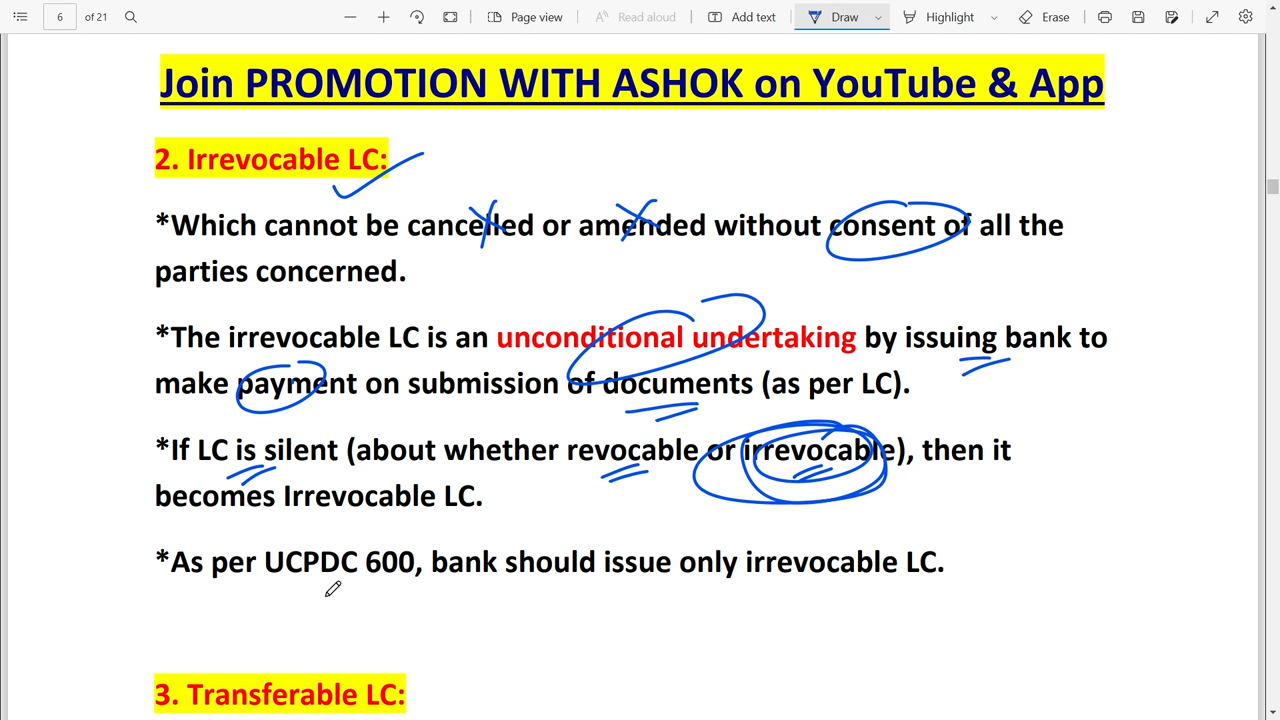 6 of 21 Page view Read aloud Add text Draw Highlight Erase
Join PROMOTION WITH ASHOK on YouTube & App
2. Irrevocable LC:
*Which cannot be cancelled or amended without consent of all the
parties concerned.
*The irrevocable LC is an unconditional undertaking by issuing bank to
make payment on submission of documents (as per LC).
*If LC is silent (about whether revocable or irrevocable), then it
becomes Irrevocable LC.
*As per UCPDC 600, bank should issue only irrevocable LC.
3. Transferable LC: